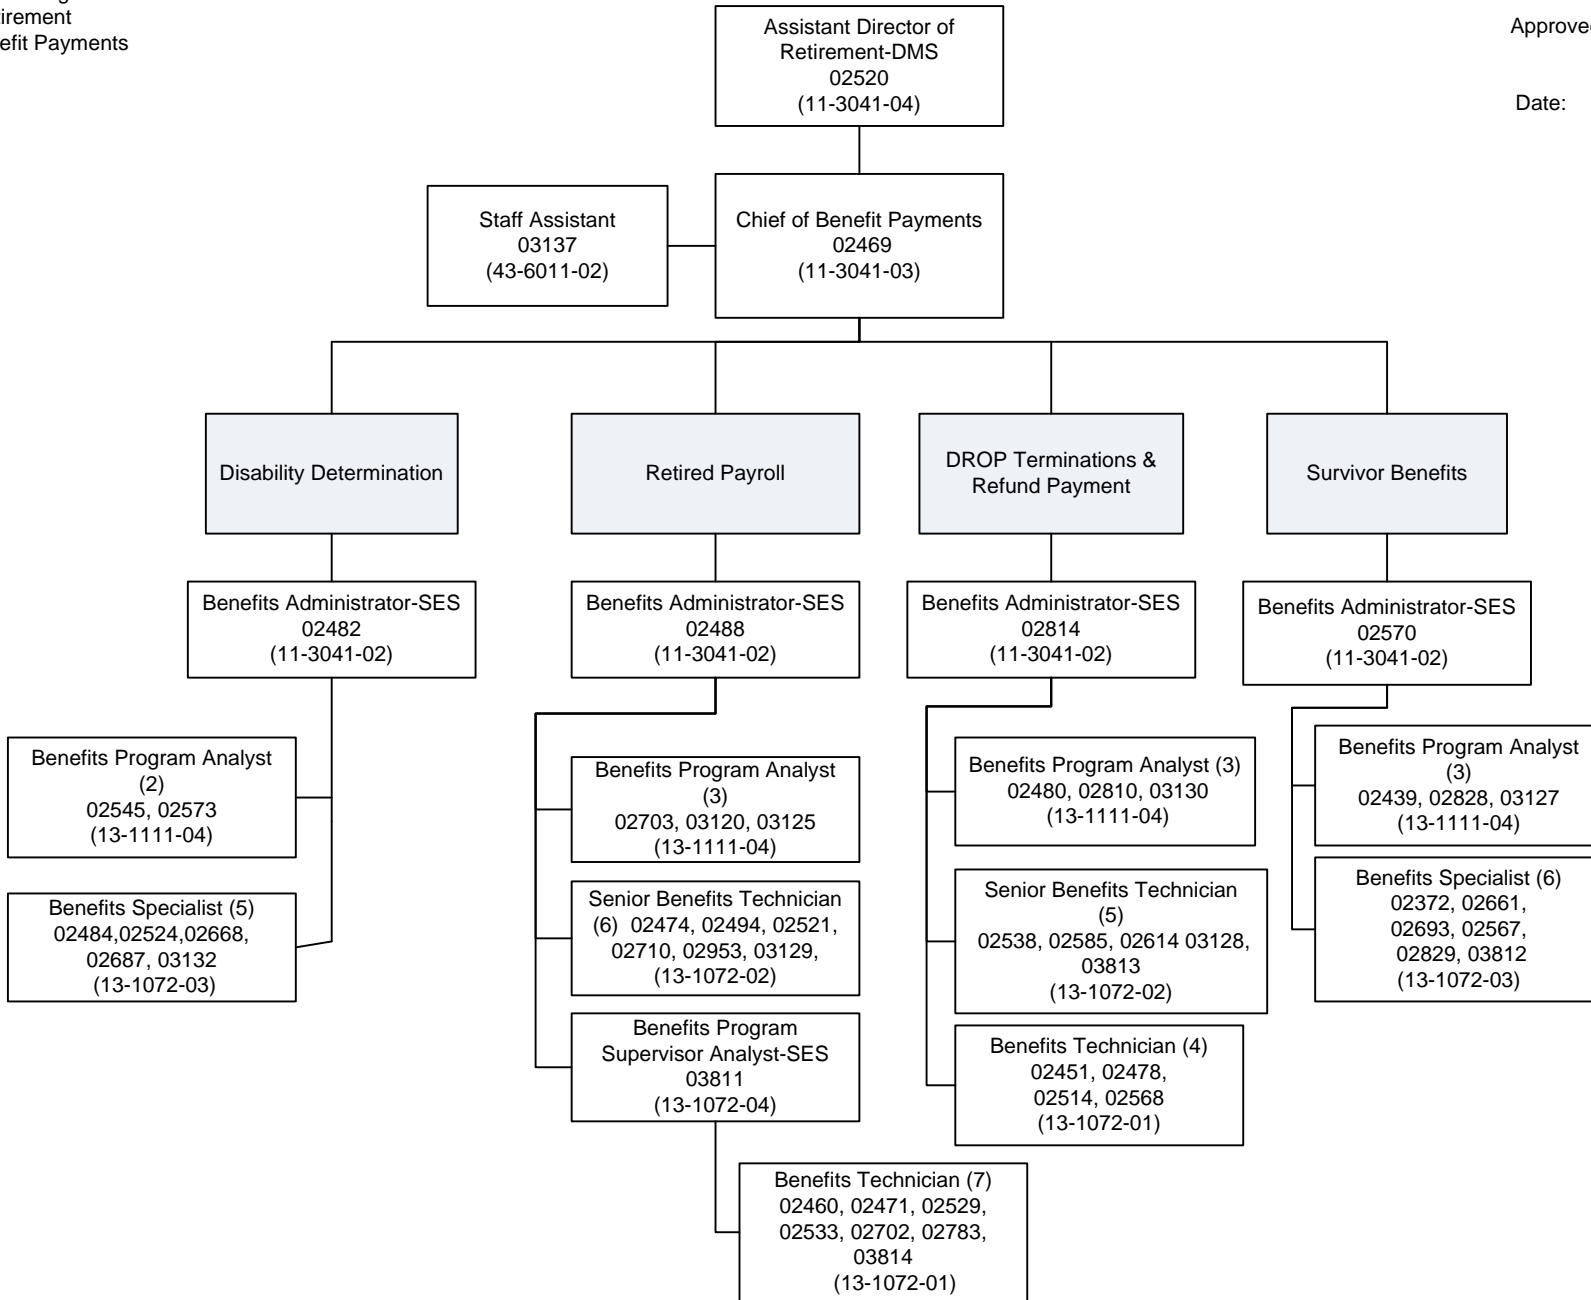 tirement
efit Payments
Approve
Date:
Assistant Director of
Retirement-DMS
02520
(11-3041-04)
Staff Assistant
03137
(43-6011-02)
Chief of Benefit Payments
02469
(11-3041-03)
Disability Determination
Retired Payroll
DROP Terminations &
Refund Payment
Survivor Benefits
Benefits Administrator-SES
02482
(11-3041-02)
Benefits Administrator-SES
02488
(11-3041-02)
Benefits Administrator-SES
02814
(11-3041-02)
Benefits Administrator-SES
02570
(11-3041-02)
Benefits Program Analyst
(2)
02545, 02573
(13-1111-04)
Benefits Specialist (5)
02484,02524,02668,
02687, 03132
(13-1072-03)
Benefits Program Analyst
(3)
02703, 03120, 03125
(13-1111-04)
Senior Benefits Technician
(6) 02474, 02494, 02521,
02710, 02953, 03129,
(13-1072-02)
Benefits Program
Supervisor Analyst-SES
03811
(13-1072-04)
Benefits Technician (7)
02460, 02471, 02529,
02533, 02702, 02783,
03814
(13-1072-01)
Benefits Program Analyst (3)
02480, 02810, 03130
(13-1111-04)
Senior Benefits Technician
(5)
02538, 02585, 02614 03128,
03813
(13-1072-02)
Benefits Technician (4)
02451, 02478,
02514, 02568
(13-1072-01)
Benefits Program Analyst
(3)
02439, 02828, 03127
(13-1111-04)
Benefits Specialist (6)
02372, 02661,
02693, 02567,
02829, 03812
(13-1072-03)